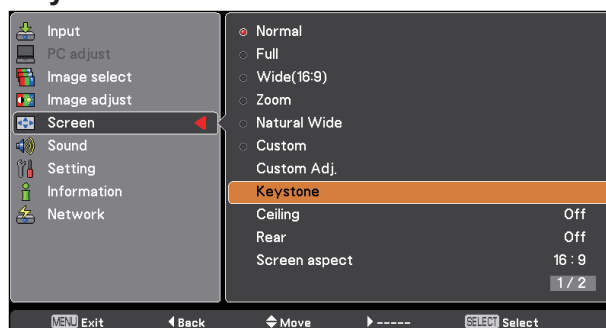 Input
PC adjust
Image select
Image adjust
Screen
Sound
Setting
Information
Network
Normal
Full
Wide(16:9)
Zoom
Natural Wide
Custom
Custom Adj.
Keystone
Ceiling Off
Rear Off
Screen aspect 16 : 9
1 / 2
MENU Exit Back Move ----- SELECT Select